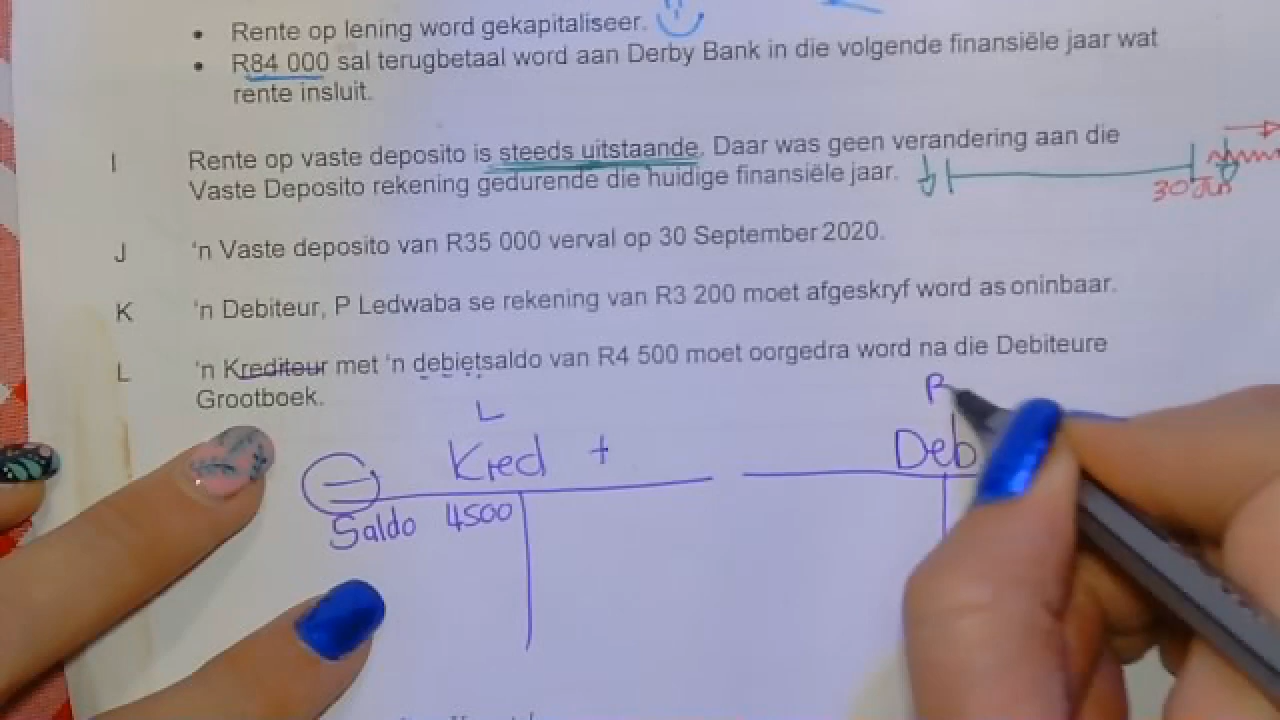 • Rente op lening word gekapitaliseer.
• R84 000 sal terugbetaal word aan Derby Bank in die volgende finansiële jaar wat
rente insluit.
I Rente op vaste deposito is steeds uitstaande. Daar was geen verandering aan die
Vaste Deposito rekening gedurende die huidige finansiële jaar.
30 Jun
J 'n Vaste deposito van R35 000 verval op 30 September 2020.
K 'n Debiteur, P Ledwaba se rekening van R3 200 moet afgeskryf word as oninbaar.
L 'n Krediteur met 'n debietsaldo van R4 500 moet oorgedra word na die Debiteure
Grootboek.
L
Kred +
Deb
−
Saldo 4500